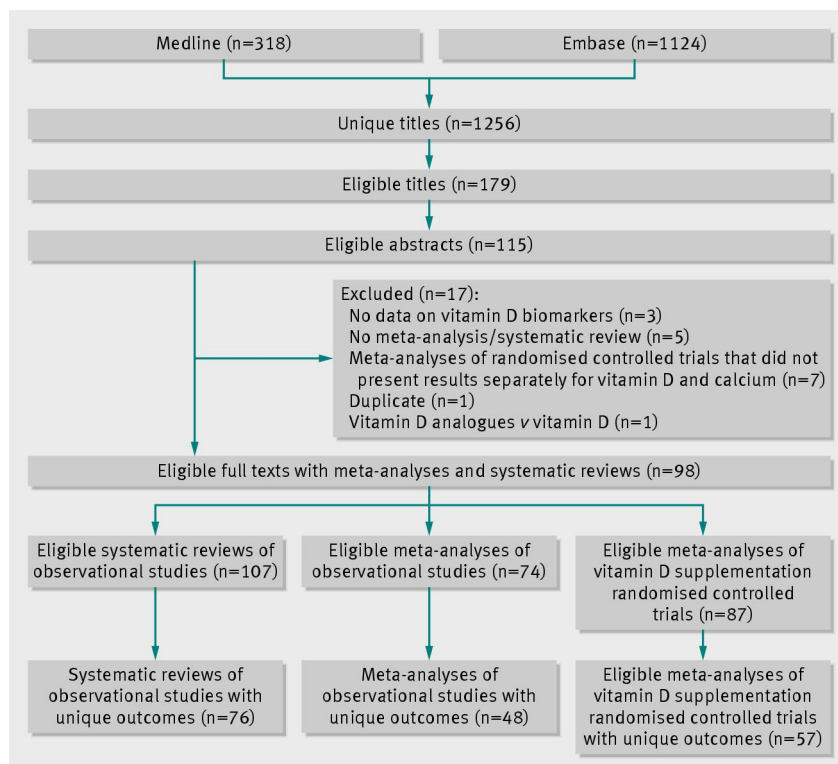 Medline (n=318)
Embase (n=1124)
Unique titles (n=1256)
Eligible titles (n=179)
Eligible abstracts (n=115)
Excluded (n=17):
No data on vitamin D biomarkers (n=3)
No meta-analysis/systematic review (n=5)
Meta-analyses of randomised controlled trials that did not
present results separately for vitamin D and calcium (n=7)
Duplicate (n=1)
Vitamin D analogues v vitamin D (n=1)
Eligible full texts with meta-analyses and systematic reviews (n=98)
Eligible systematic reviews of
observational studies (n=107)
Eligible meta-analyses of
observational studies (n=74)
Eligible meta-analyses of
vitamin D supplementation
randomised controlled
trials (n=87)
Systematic reviews of
observational studies with
unique outcomes (n=76)
Meta-analyses of
observational studies with
unique outcomes (n=48)
Eligible meta-analyses of
vitamin D supplementation
randomised controlled trials
with unique outcomes (n=57)